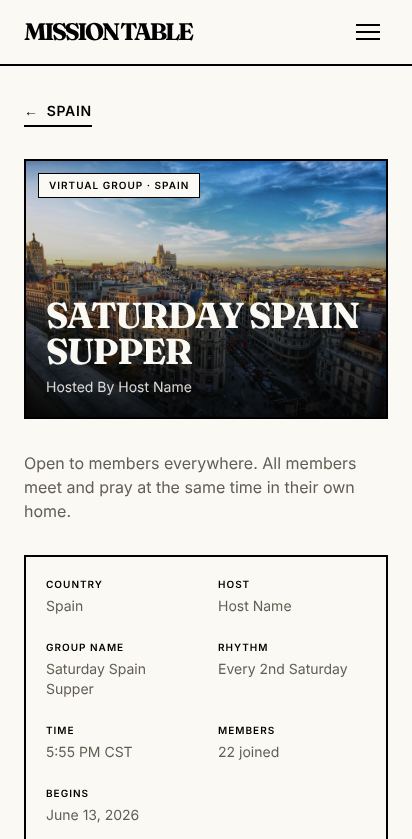 MISSION TABLE
← SPAIN
VIRTUAL GROUP · SPAIN
SATURDAY SPAIN
SUPPER
Hosted By Host Name
Open to members everywhere. All members
meet and pray at the same time in their own
home.
COUNTRY
Spain
HOST
Host Name
GROUP NAME
Saturday Spain
Supper
RHYTHM
Every 2nd Saturday
TIME
5:55 PM CST
MEMBERS
22 joined
BEGINS
June 13, 2026